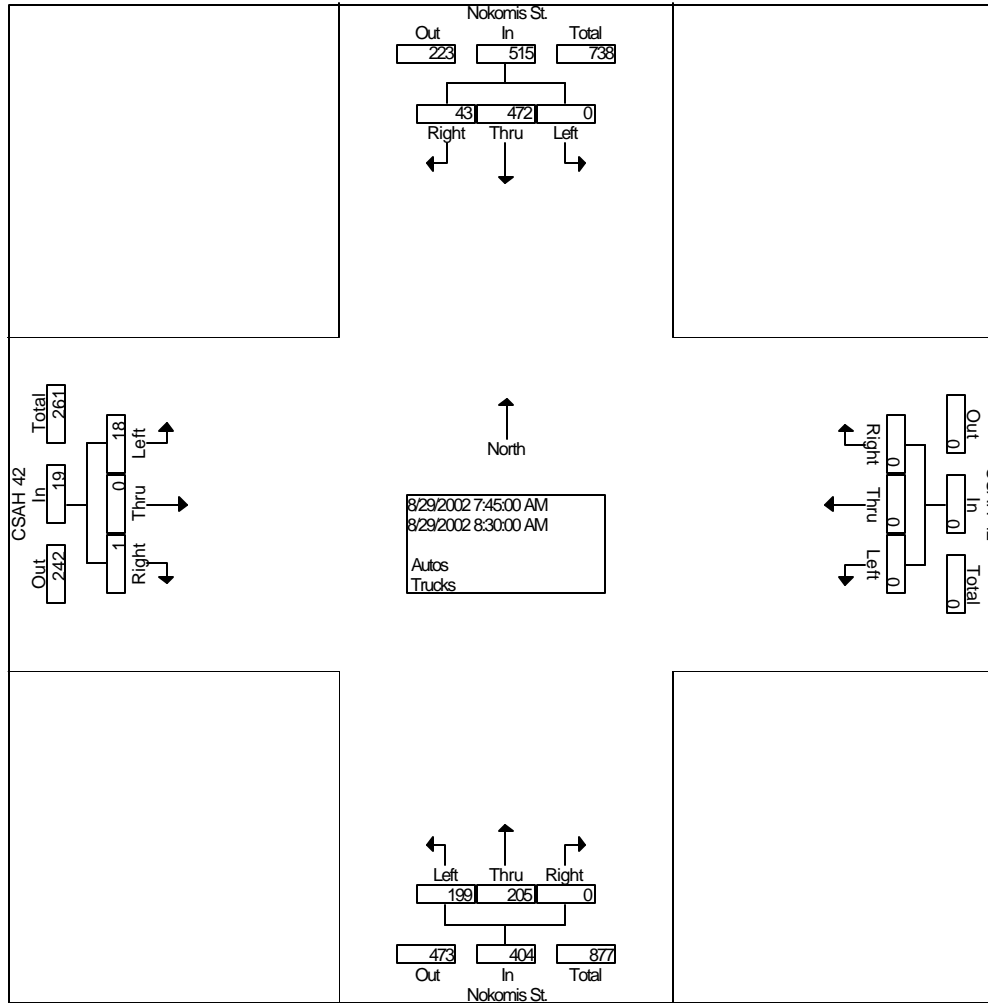 Nokomis St.
Out In Total
223 515 738
43 472 0
Right Thru Left
CSAH 42
Total In Out
261 19 242
18 0 1
Left Thru Right
North
8/29/2002 7:45:00 AM
8/29/2002 8:30:00 AM
Autos
Trucks
Right Thru Left
0 0 0
Out In Total
0 0 0
Left Thru Right
199 205 0
473 404 877
Out In Total
Nokomis St.